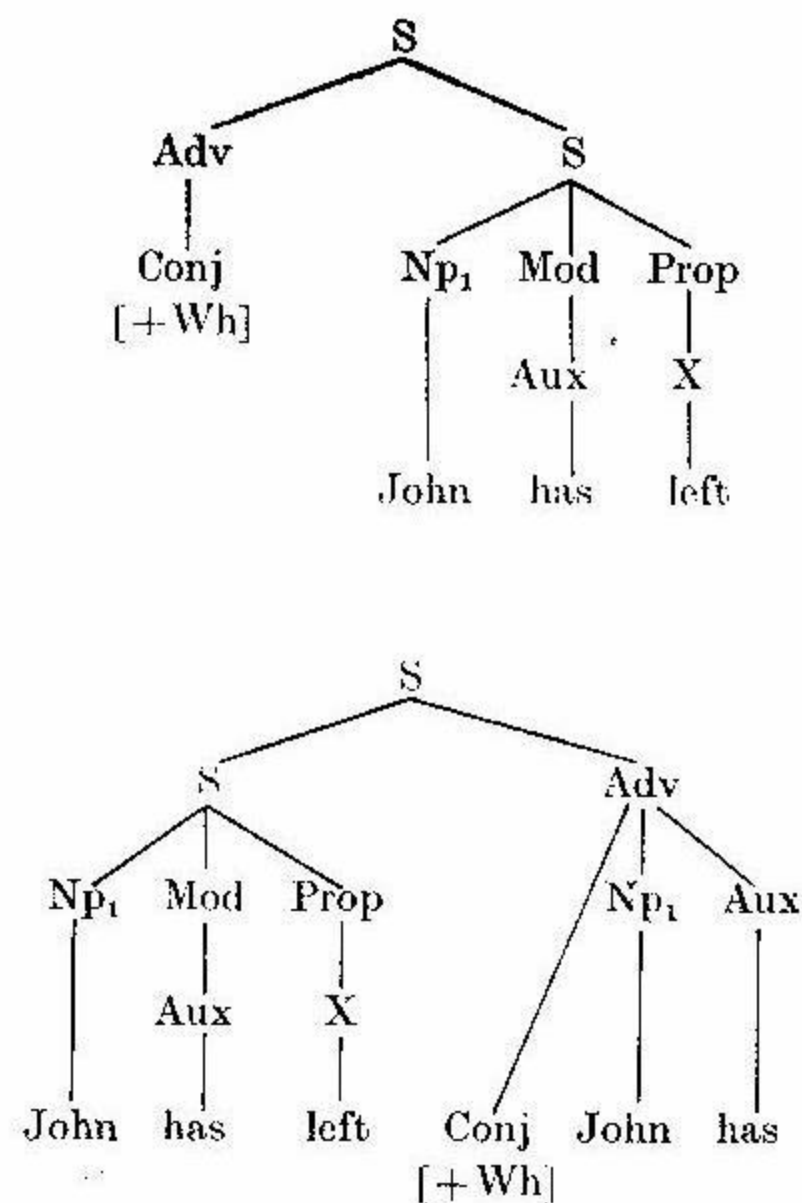 S
Adv S
Conj Np₁ Mod Prop
[+Wh]
Aux X
John has left
S
S Adv
Np₁ Mod Prop Np₁ Aux
Aux X
John has left Conj John has
[+Wh]